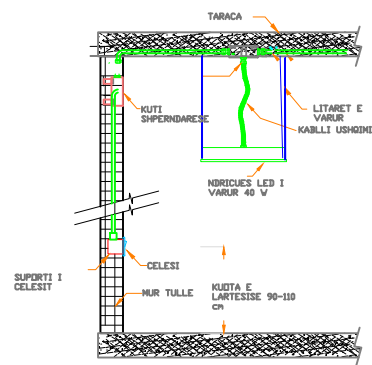 TARACA
KUTI
SHPERNDARESE
LITARET E
VARUR
KABLLI USHQIMI
NDRICUES LED I
VARUR 40 W
SUPORTI I
CELESIT
CELESI
MUR TULLE
KUOTA E
LARTESISE 90-110
cm